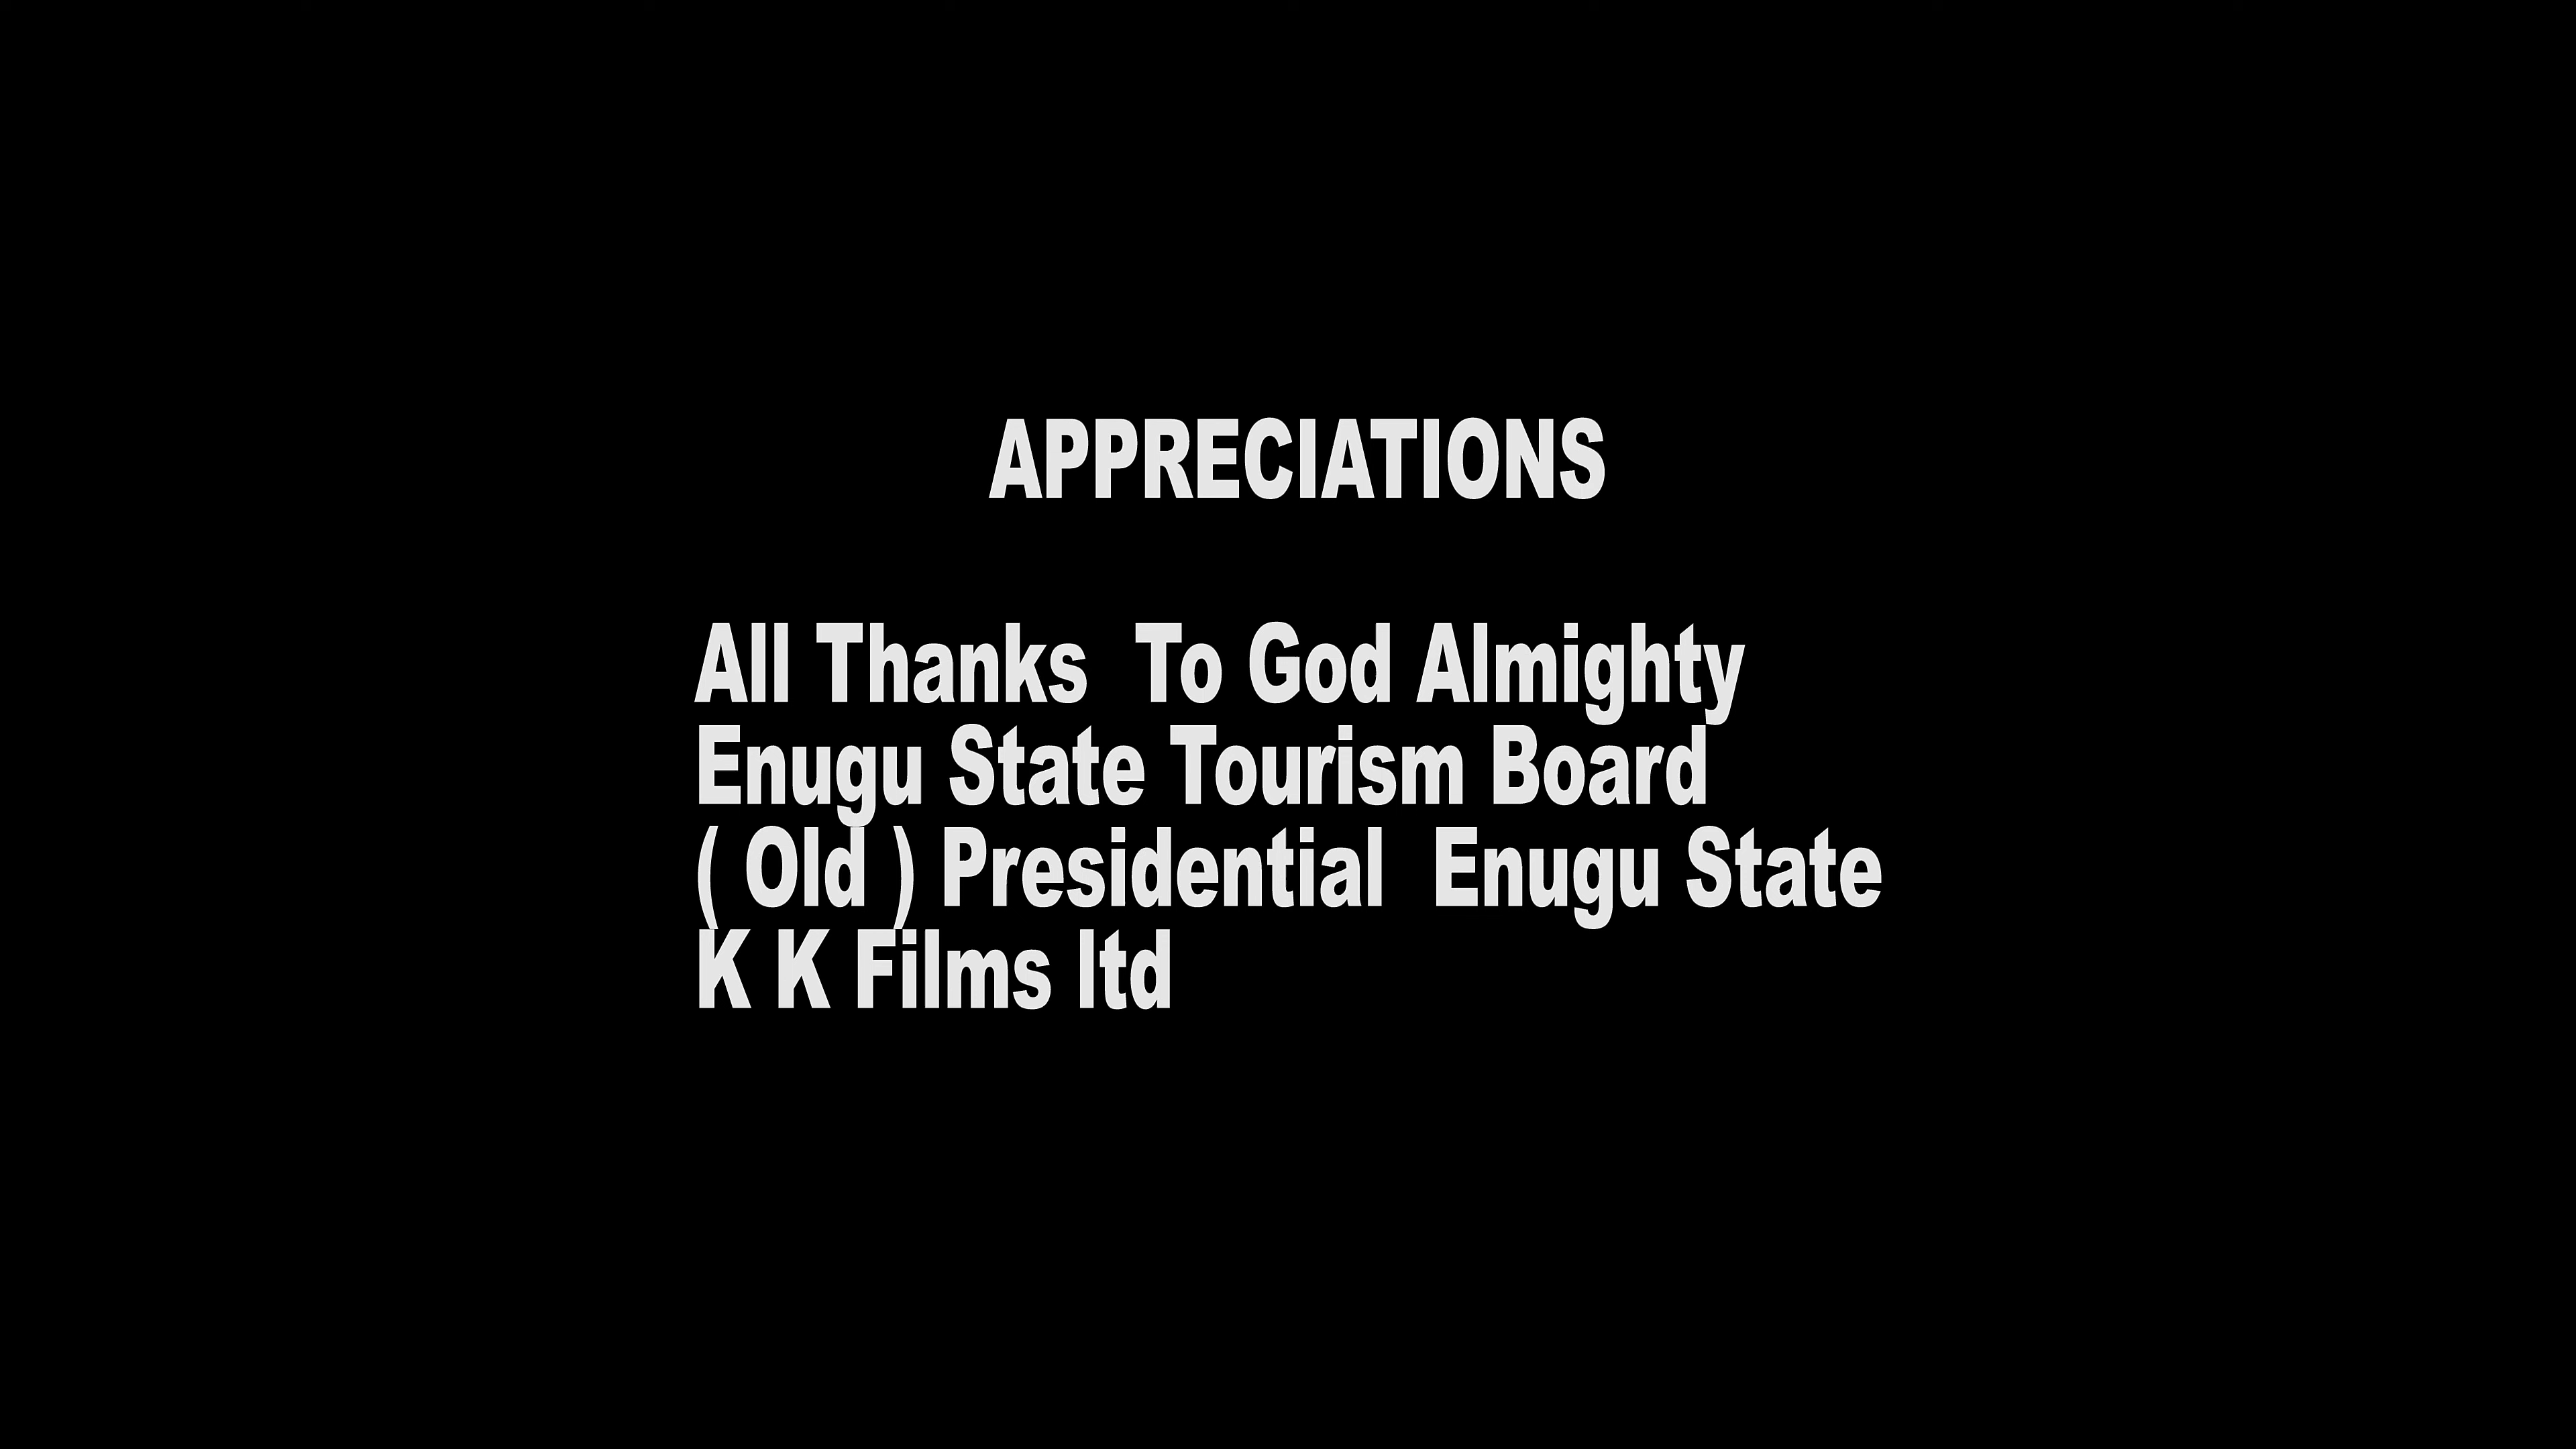 APPRECIATIONS
All Thanks  To God Almighty
Enugu State Tourism Board
( Old ) Presidential  Enugu State
K K Films ltd